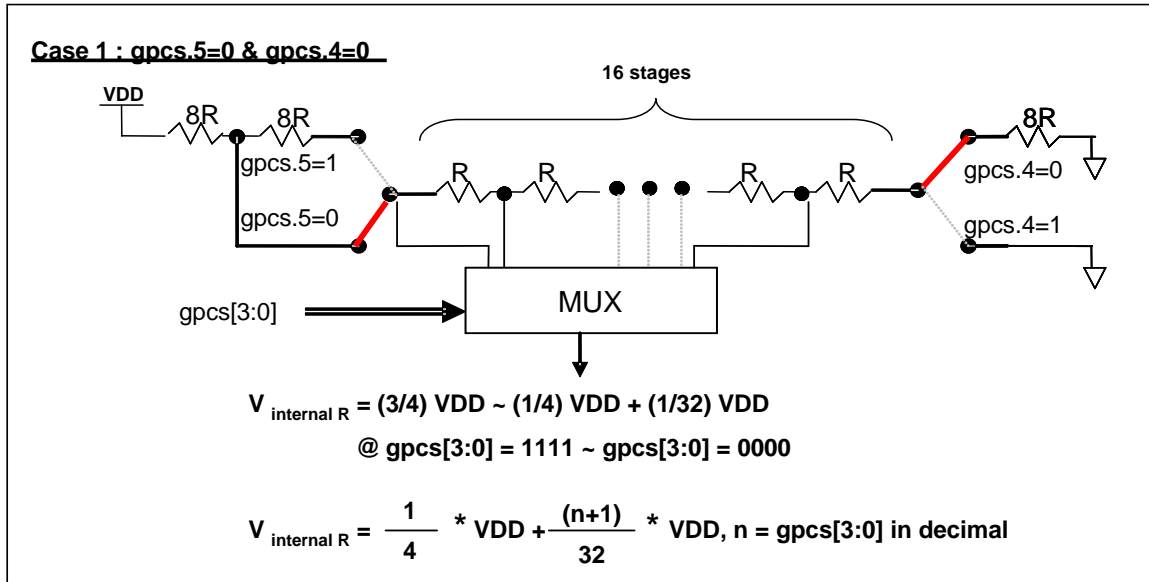 Case 1 : gpcs.5=0 & gpcs.4=0
16 stages
VDD
8R 8R 8R
gpcs.5=1
gpcs.4=0
R R R R
gpcs.5=0
gpcs.4=1
MUX
gpcs[3:0]
V internal R = (3/4) VDD ~ (1/4) VDD + (1/32) VDD
@ gpcs[3:0] = 1111 ~ gpcs[3:0] = 0000
V internal R = 1/4 * VDD + (n+1)/32 * VDD, n = gpcs[3:0] in decimal